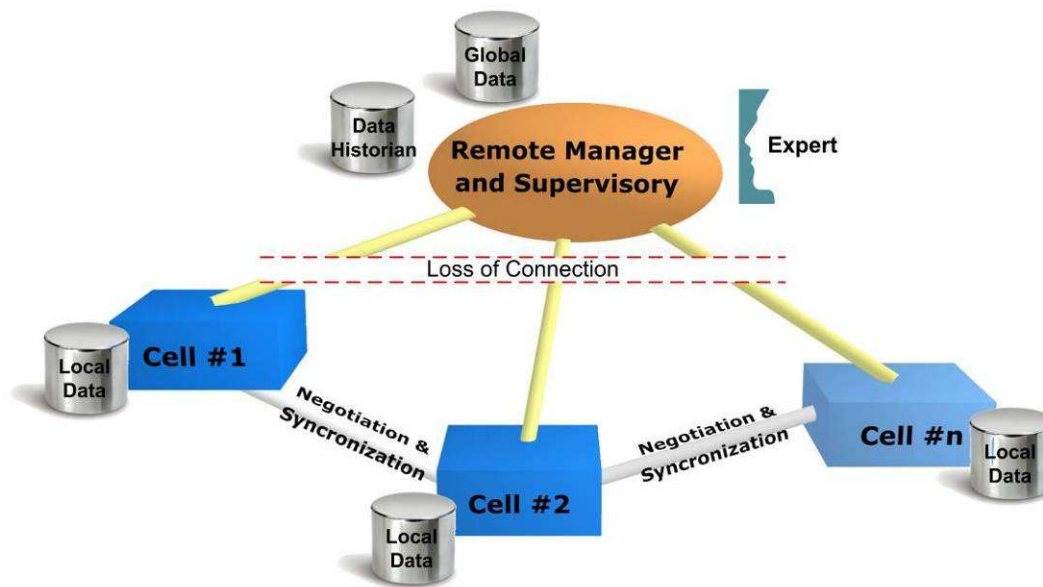 Global
Data
Data
Historian
Remote Manager
and Supervisory
Expert
Loss of Connection
Cell #1
Local
Data
Negotiation &
Syncronization
Cell #2
Local
Data
Negotiation &
Syncronization
Cell #n
Local
Data